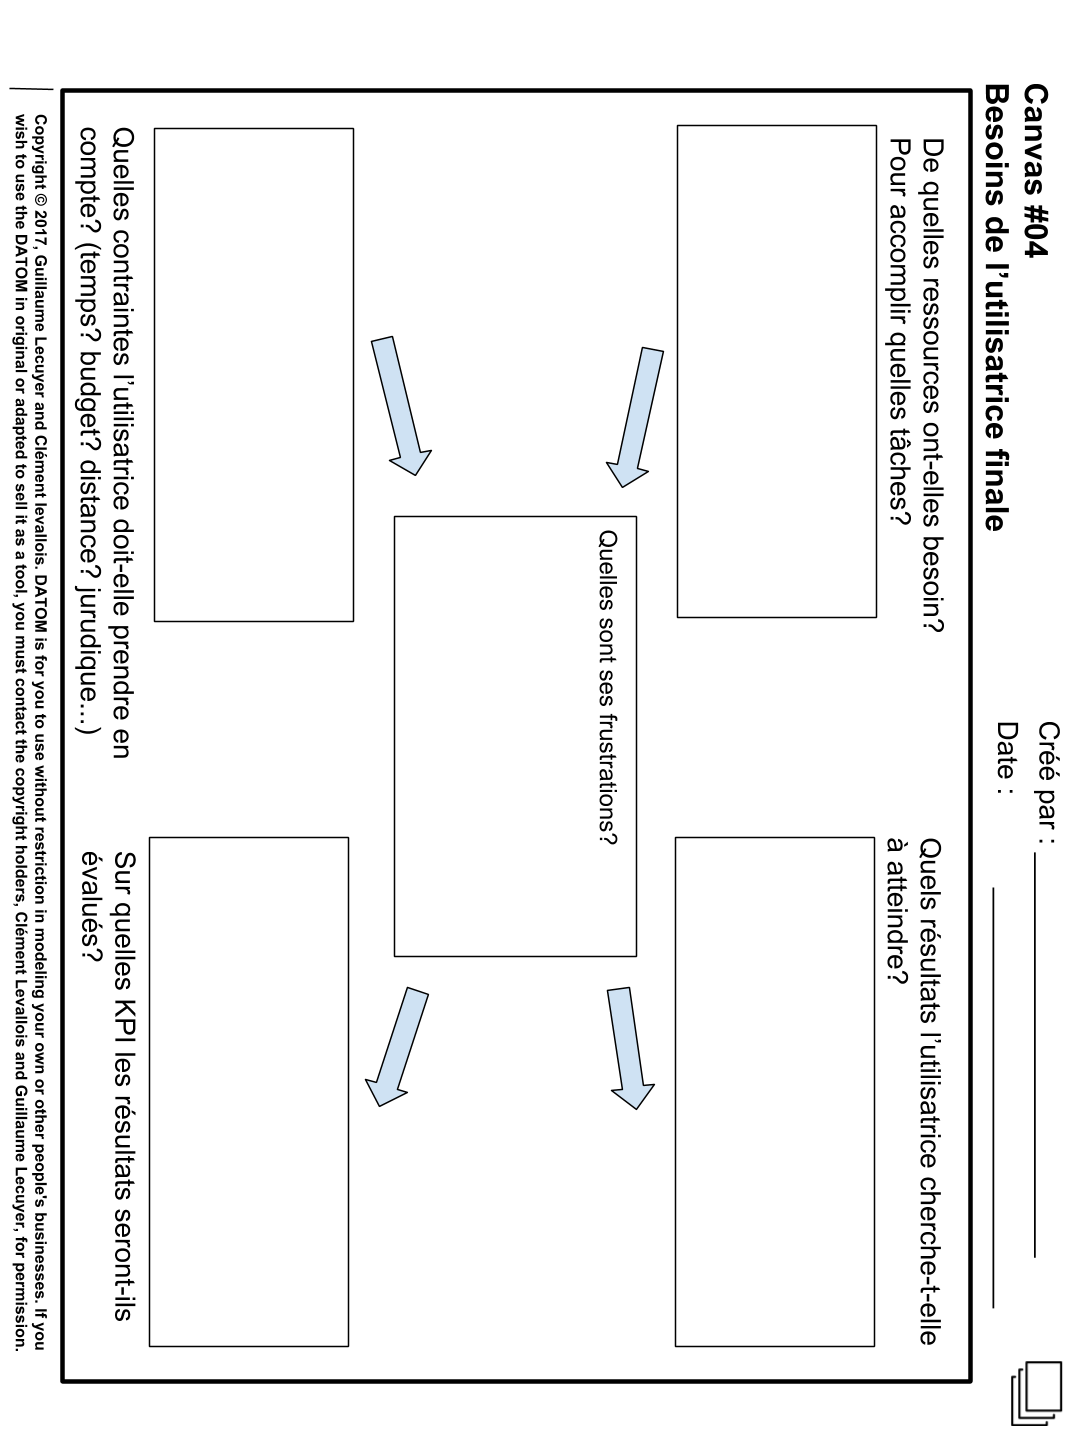 Canvas #04
Besoins de l’utilisatrice finale
Créé par :
Date :
De quelles ressources ont-elles besoin?
Pour accomplir quelles tâches?
Quels résultats l’utilisatrice cherche-t-elle
à atteindre?
Quelles sont ses frustrations?
Quelles contraintes l’utilisatrice doit-elle prendre en
compte? (temps? budget? distance? jurudique...)
Sur quelles KPI les résultats seront-ils
évalués?
Copyright © 2017, Guillaume Lecuyer and Clément levallois. DATOM is for you to use without restriction in modeling your own or other people's businesses. If you
wish to use the DATOM in original or adapted to sell it as a tool, you must contact the copyright holders, Clément Levallois and Guillaume Lecuyer, for permission.